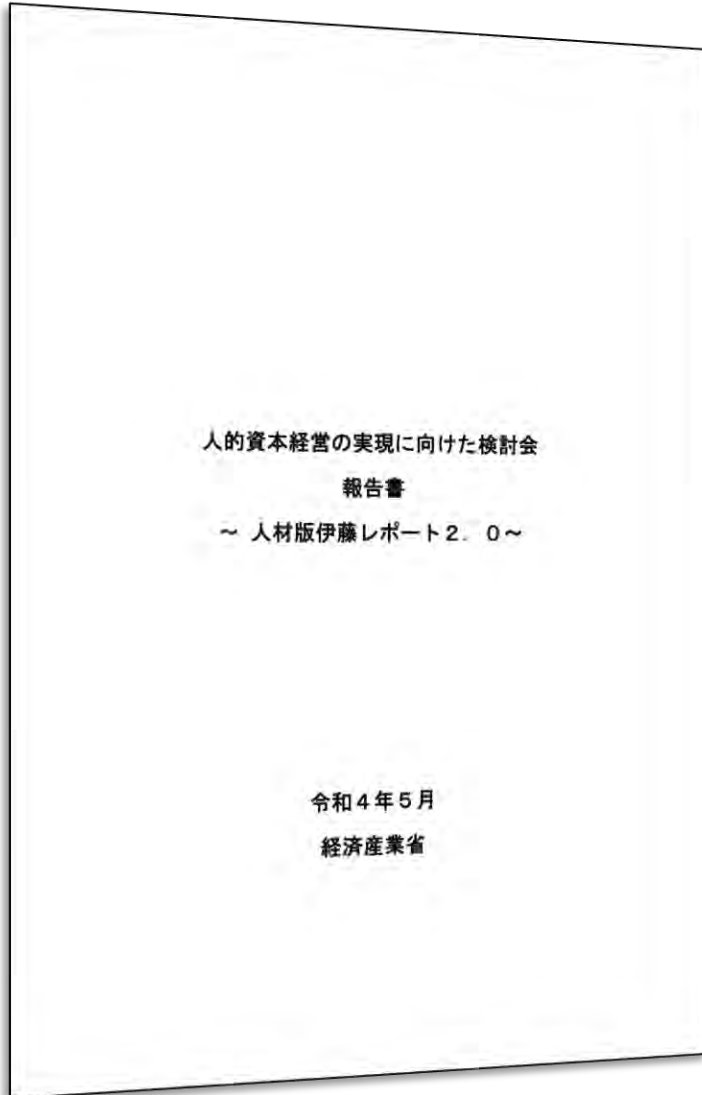 人的資本経営の実現に向けた検討会
報告書
~ 人材版伊藤レポート2.0~
令和4年5月
経済産業省